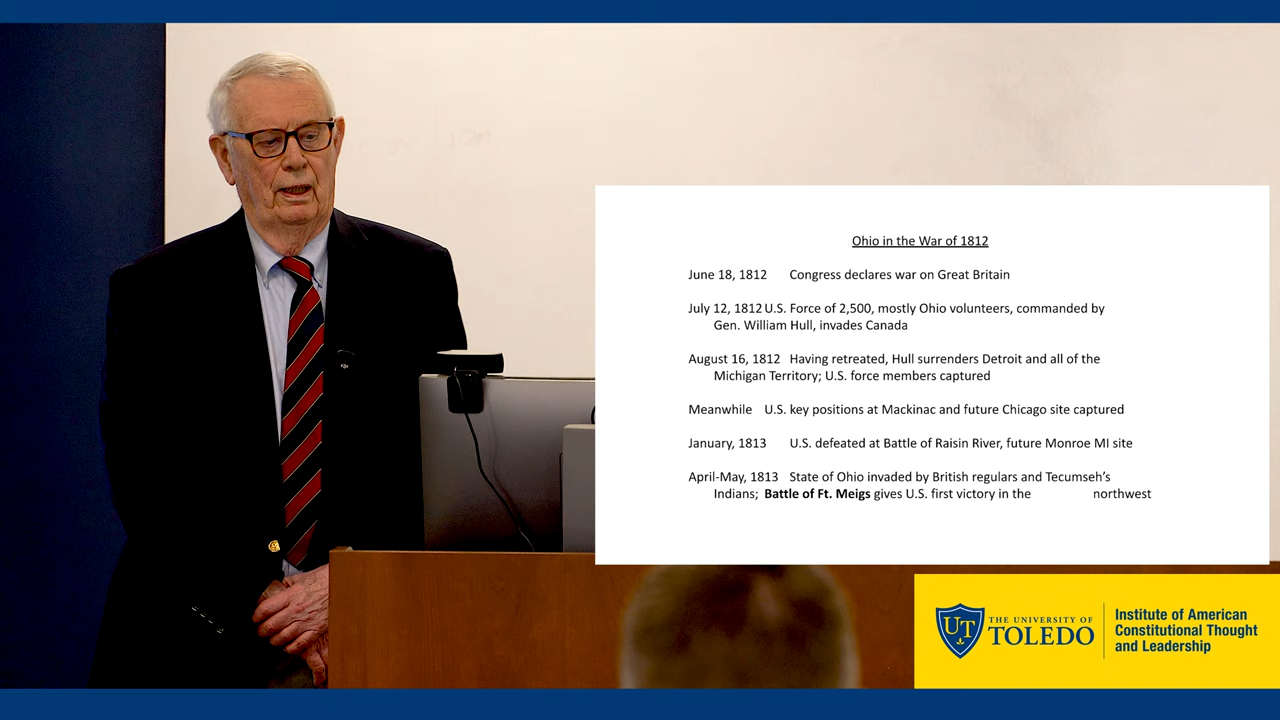 Ohio in the War of 1812
June 18, 1812 Congress declares war on Great Britain
July 12, 1812 U.S. Force of 2,500, mostly Ohio volunteers, commanded by
Gen. William Hull, invades Canada
August 16, 1812 Having retreated, Hull surrenders Detroit and all of the
Michigan Territory; U.S. force members captured
Meanwhile U.S. key positions at Mackinac and future Chicago site captured
January, 1813 U.S. defeated at Battle of Raisin River, future Monroe MI site
April-May, 1813 State of Ohio invaded by British regulars and Tecumseh's
Indians; Battle of Ft. Meigs gives U.S. first victory in the northwest
UT
THE UNIVERSITY OF
TOLEDO
Institute of American
Constitutional Thought
and Leadership